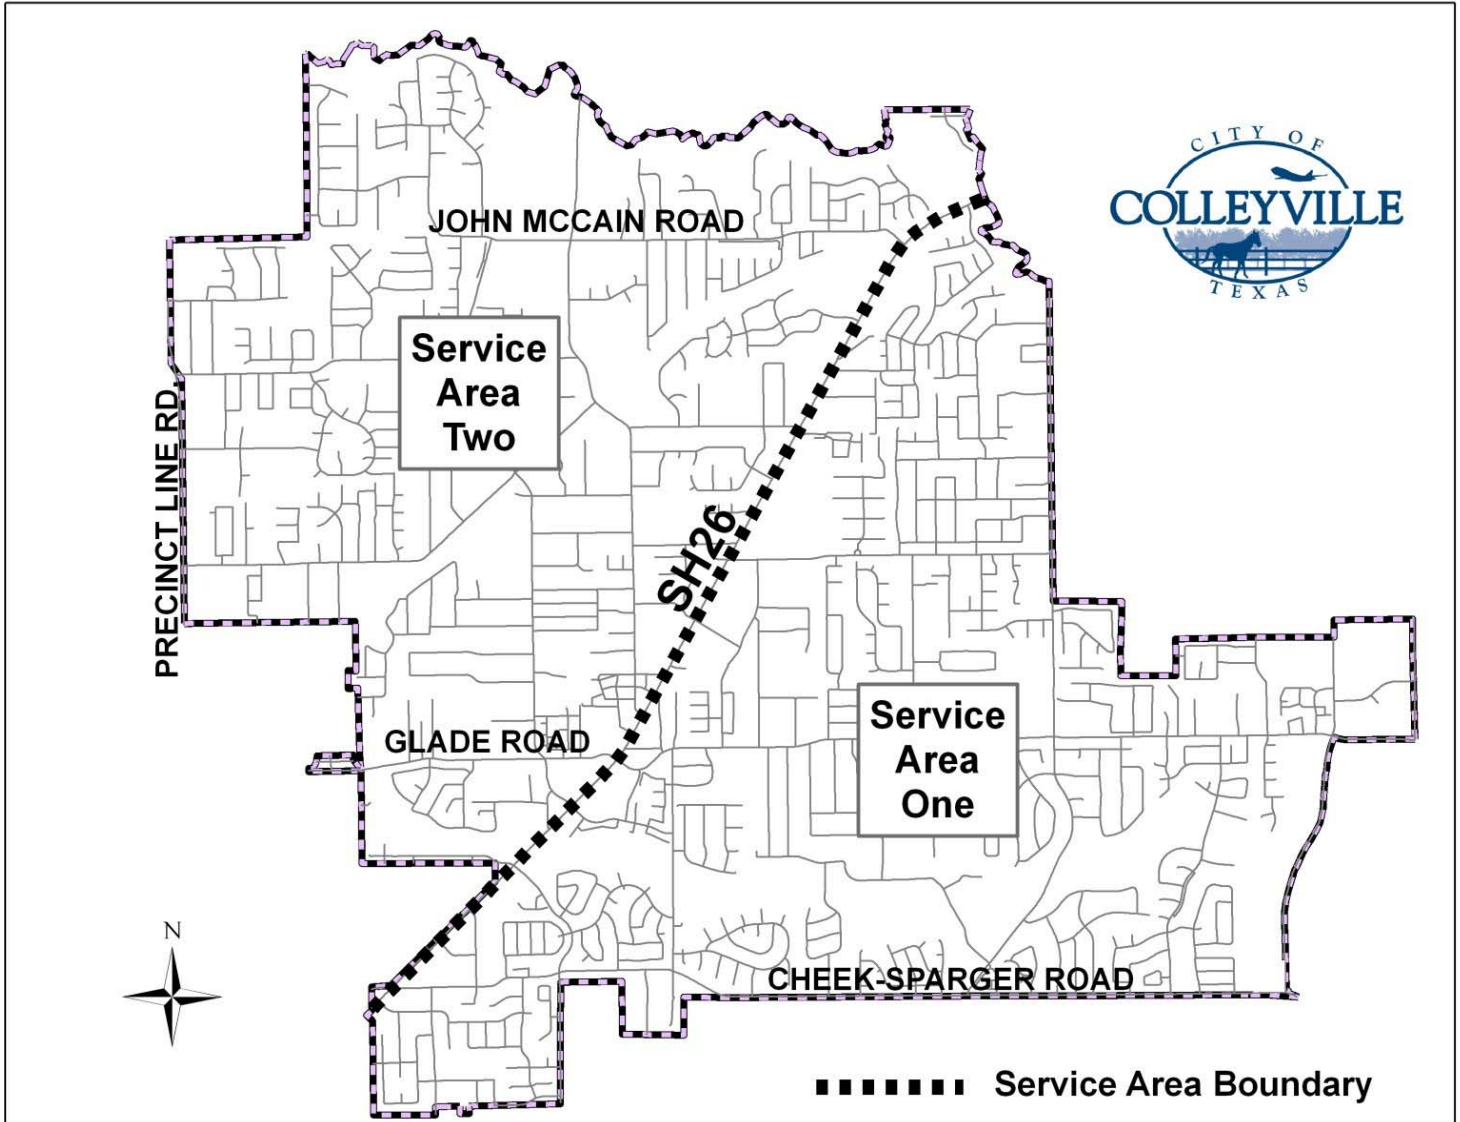 CITY OF
COLLEYVILLE
TEXAS
JOHN MCCAIN ROAD
Service
Area
Two
PRECINCT LINE RD.
SH26
Service
Area
One
GLADE ROAD
N
CHEEK-SPARGER ROAD
Service Area Boundary